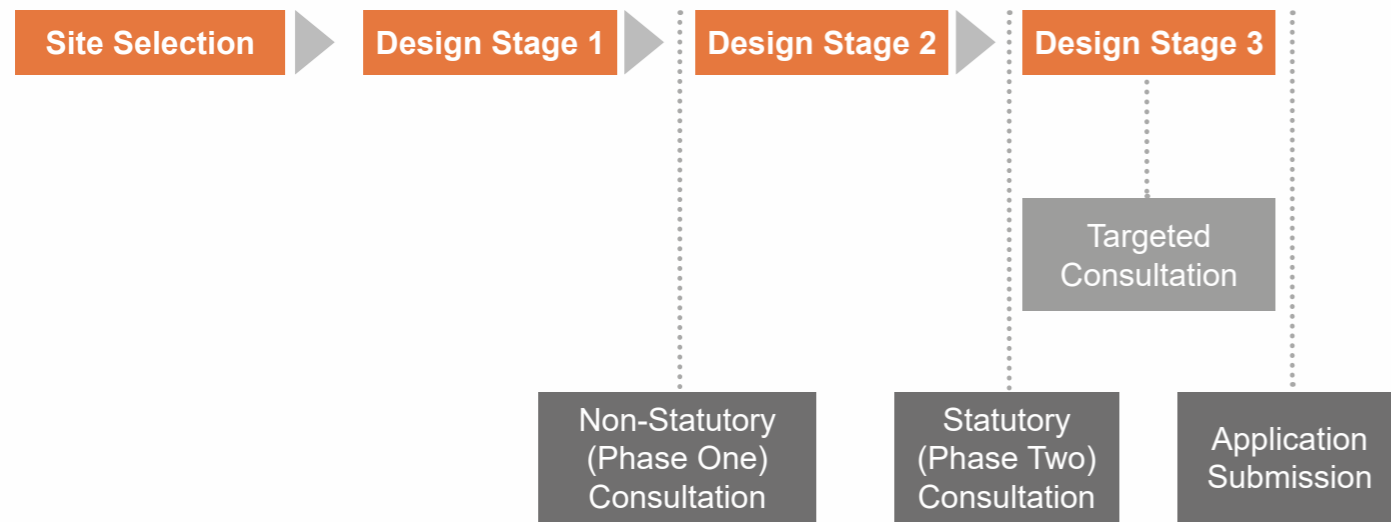 Site Selection
Design Stage 1
Design Stage 2
Design Stage 3
Targeted
Consultation
Non-Statutory
(Phase One)
Consultation
Statutory
(Phase Two)
Consultation
Application
Submission